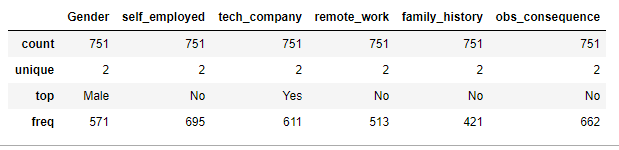 Gender self_employed tech_company remote_work family_history obs_consequence
count 751 751 751 751 751 751
unique 2 2 2 2 2 2
top Male No Yes No No No
freq 571 695 611 513 421 662